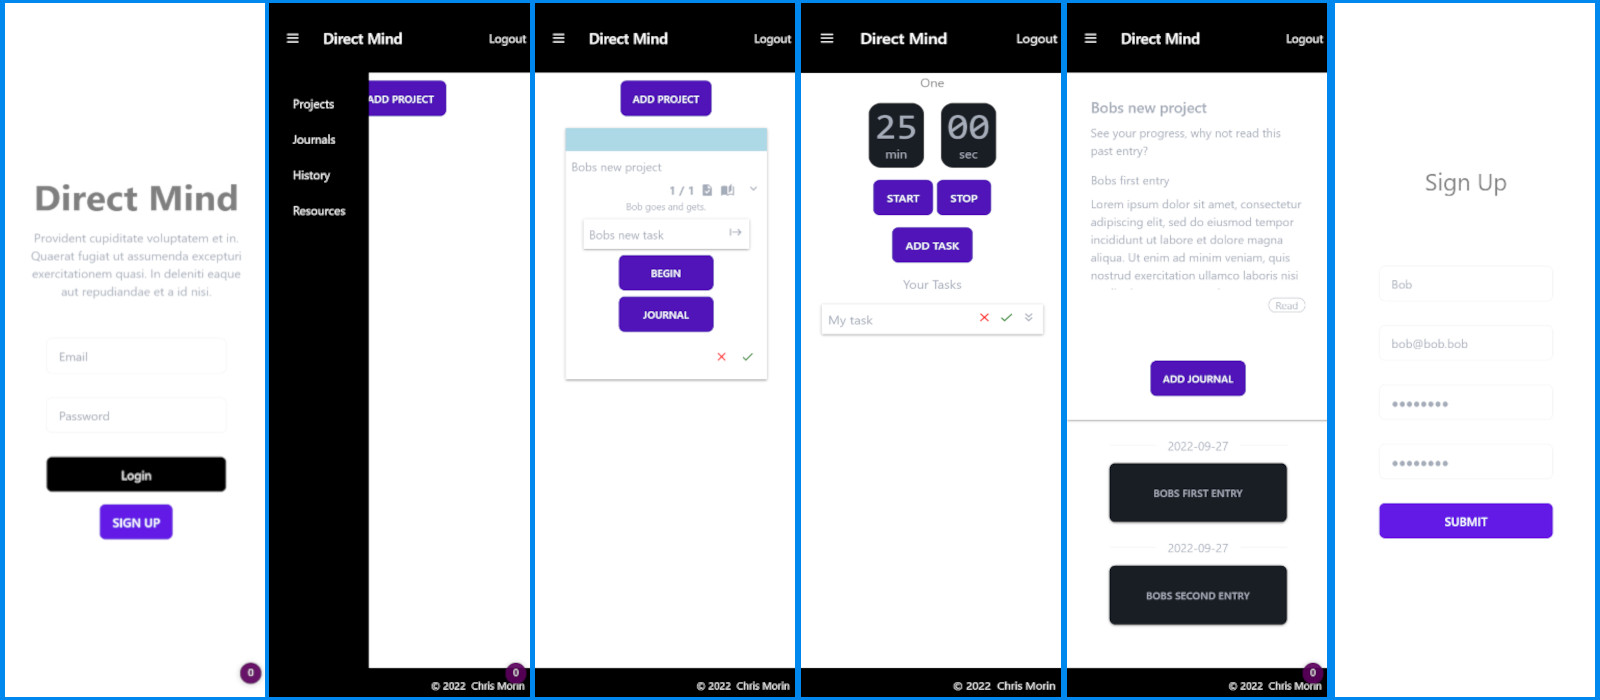 Direct Mind
Provident cupiditate voluptatem et in.
Quaerat fugiat ut assumenda excepturi
exercitationem quasi. In deleniti eaque
aut repudiandae et a id nisi.
Email
Password
Login
SIGN UP
0
Direct Mind
Logout
ADD PROJECT
Projects
Journals
History
Resources
0
© 2022 Chris Morin
Direct Mind
Logout
ADD PROJECT
Bobs new project
1 / 1
Bob goes and gets.
Bobs new task
BEGIN
JOURNAL
© 2022 Chris Morin
Direct Mind
Logout
One
25 00
min sec
START STOP
ADD TASK
Your Tasks
My task
© 2022 Chris Morin
Direct Mind
Logout
Bobs new project
See your progress, why not read this
past entry?
Bobs first entry
Lorem ipsum dolor sit amet, consectetur
adipiscing elit, sed do eiusmod tempor
incididunt ut labore et dolore magna
aliqua. Ut enim ad minim veniam, quis
nostrud exercitation ullamco laboris nisi
Read
ADD JOURNAL
2022-09-27
BOBS FIRST ENTRY
2022-09-27
BOBS SECOND ENTRY
0
© 2022 Chris Morin
Sign Up
Bob
bob@bob.bob
••••••••
••••••••
SUBMIT